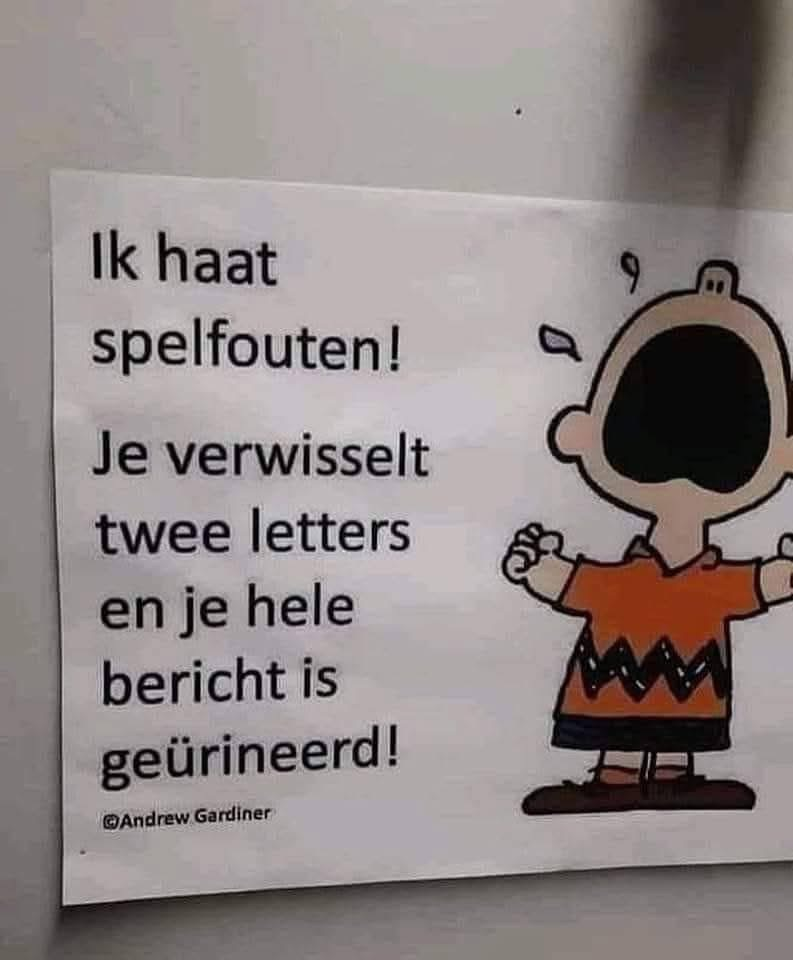 Ik haat
spelfouten!
Je verwisselt
twee letters
en je hele
bericht is
geürineerd!
©Andrew Gardiner